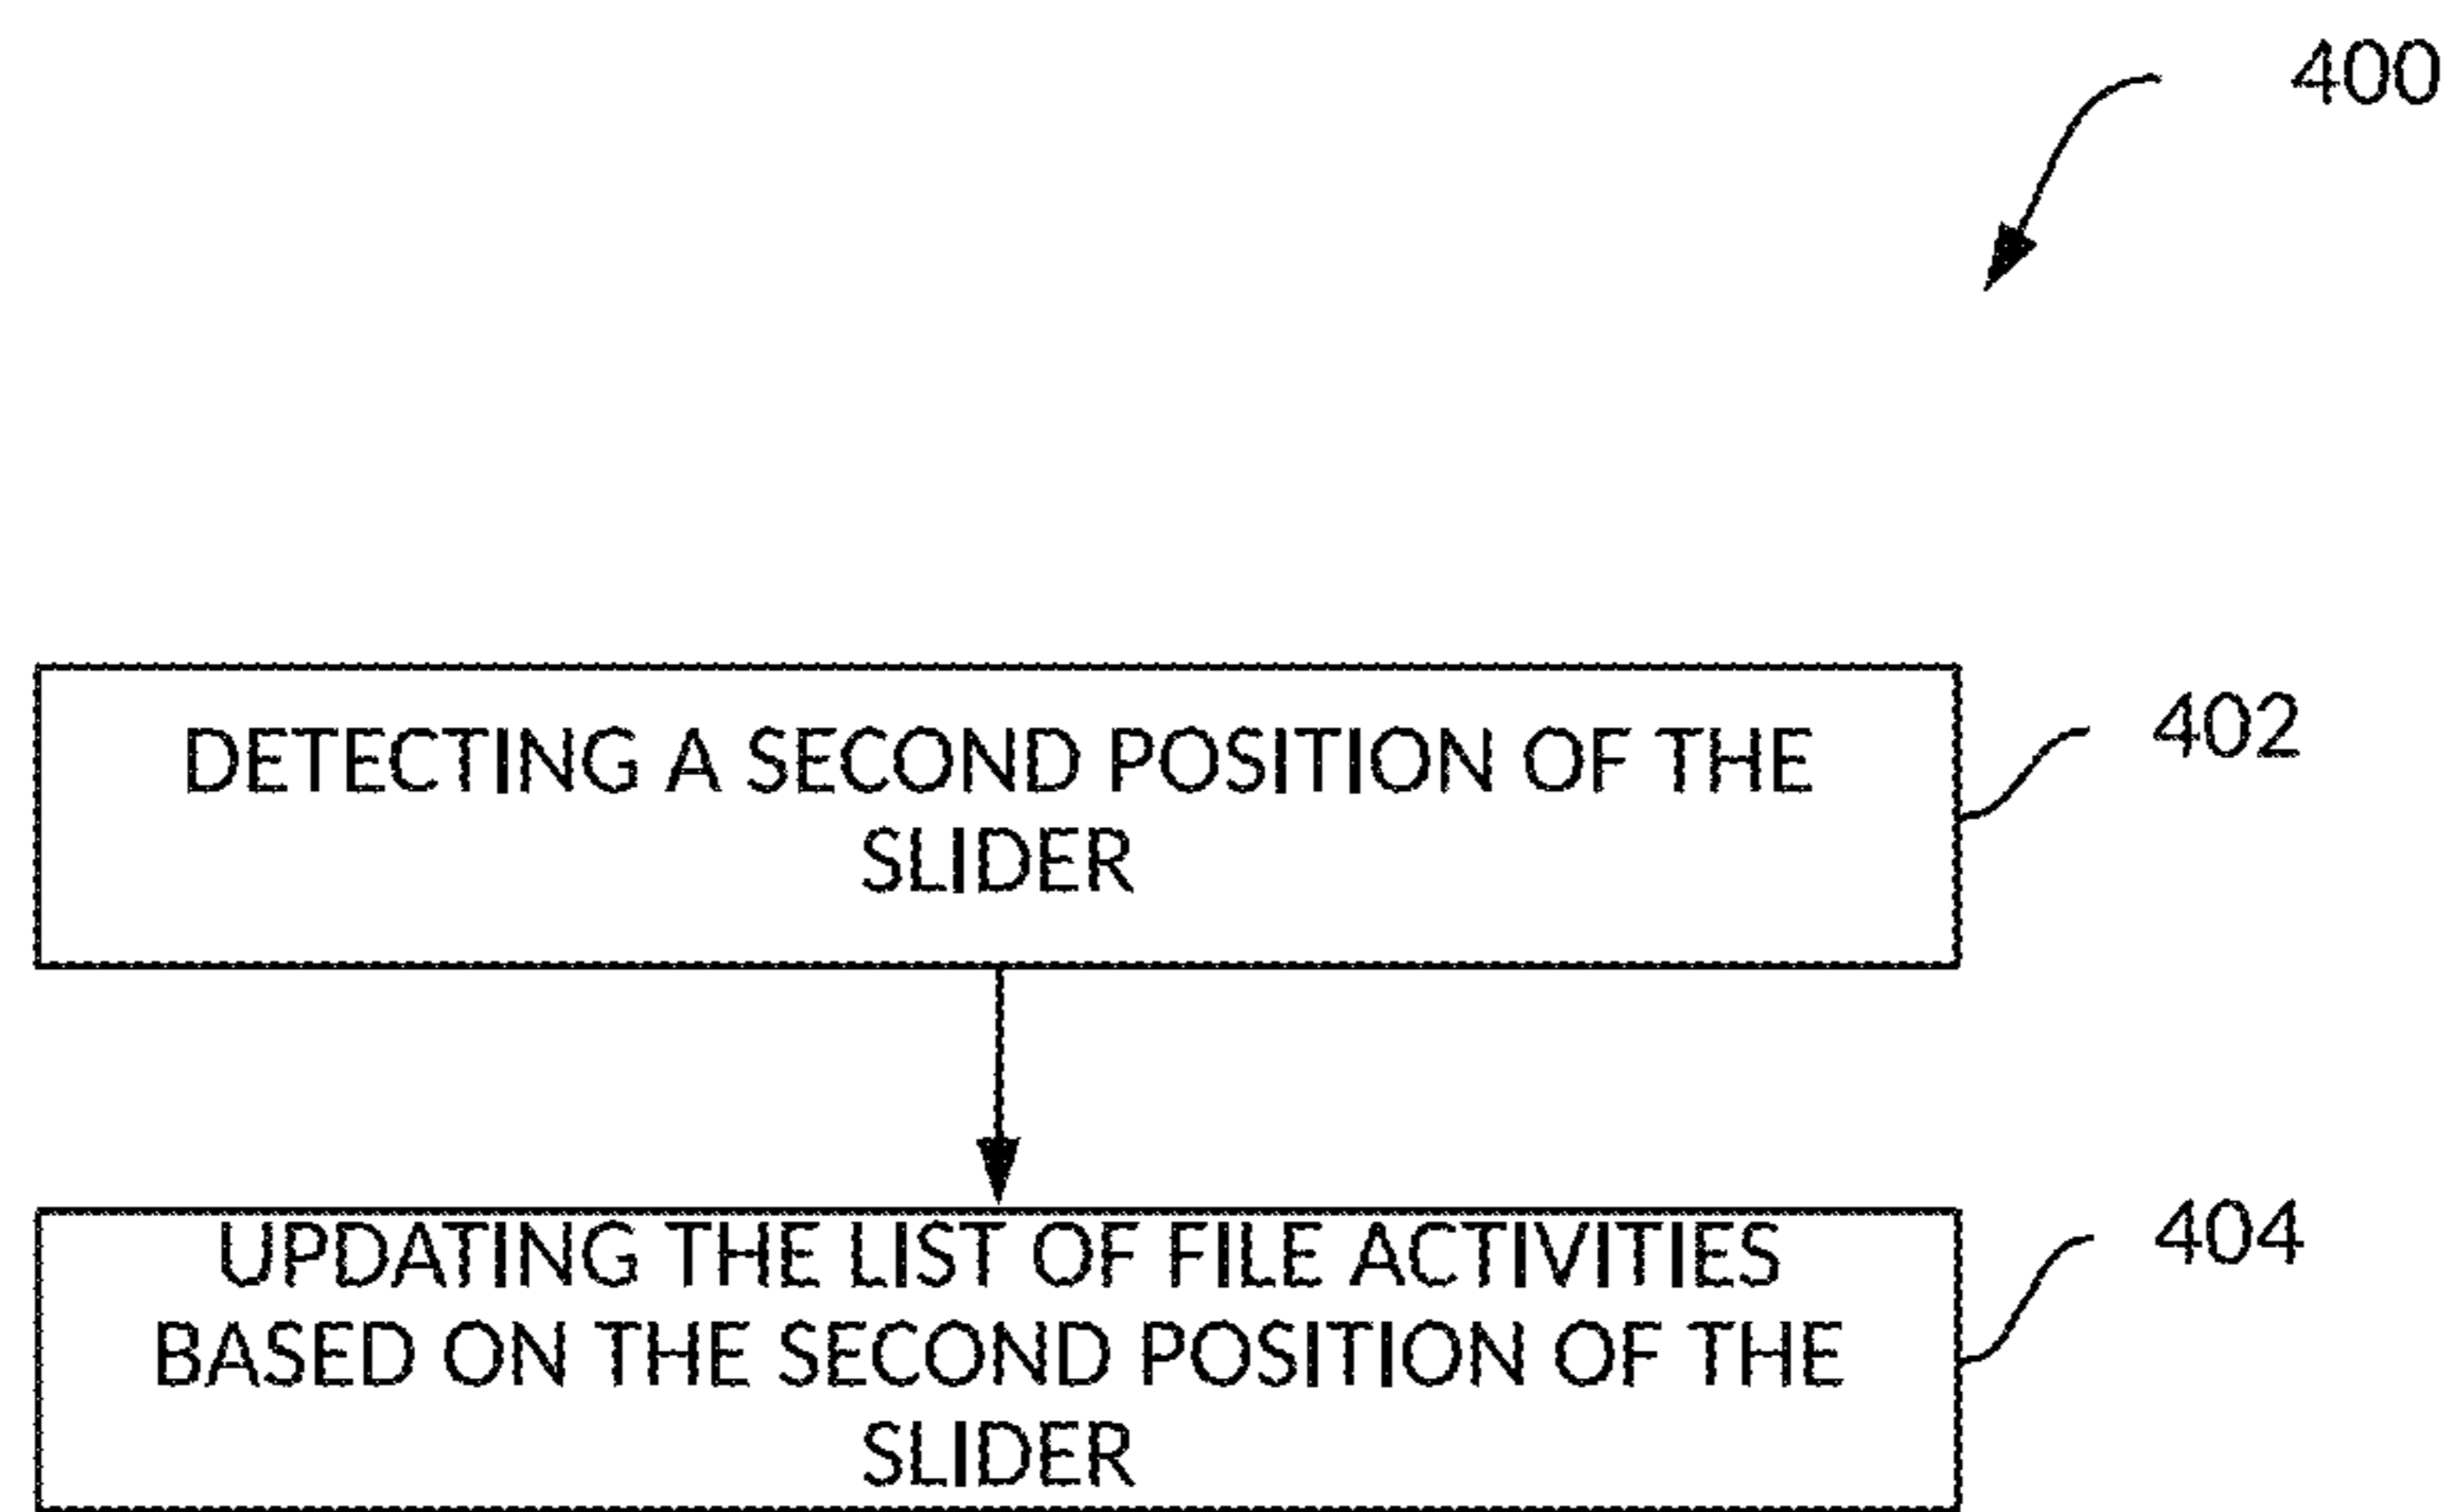 400
DETECTING A SECOND POSITION OF THE
SLIDER
402
UPDATING THE LIST OF FILE ACTIVITIES
BASED ON THE SECOND POSITION OF THE
SLIDER
404